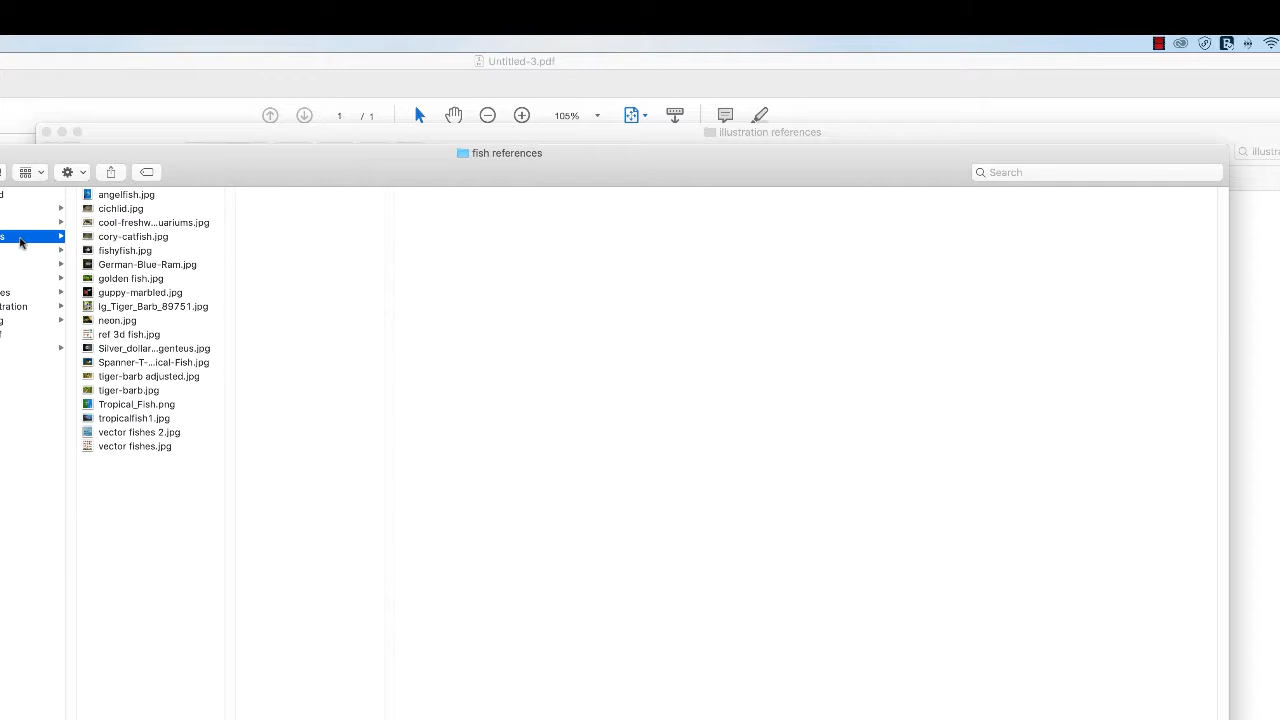 Untitled-3.pdf
1 / 1
105%
illustration references
illustra
fish references
Search
d
s
es
tration
g
f
angelfish.jpg
cichlid.jpg
cool-freshw...uariums.jpg
cory-catfish.jpg
fishyfish.jpg
German-Blue-Ram.jpg
golden fish.jpg
guppy-marbled.jpg
lg_Tiger_Barb_89751.jpg
neon.jpg
ref 3d fish.jpg
Silver_dollar...genteus.jpg
Spanner-T-...ical-Fish.jpg
tiger-barb adjusted.jpg
tiger-barb.jpg
Tropical_Fish.png
tropicalfish1.jpg
vector fishes 2.jpg
vector fishes.jpg